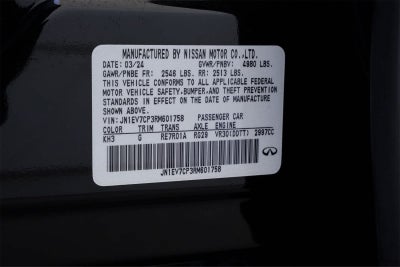 MANUFACTURED BY NISSAN MOTOR CO.,LTD.
DATE: 03/24 GVWR/PNBV: 4980 LBS.
GAWR/PNBE FR: 2546 LBS. RR: 2513 LBS.
THIS VEHICLE CONFORMS TO ALL APPLICABLE FEDERAL
MOTOR VEHICLE SAFETY,BUMPER,AND THEFT PREVENTION
STANDARDS IN EFFECT ON THE DATE OF MANUFACTURE
SHOWN ABOVE.
VIN: JN1EV7CP3RM601758 PASSENGER CAR
COLOR TRIM TRANS AXLE ENGINE
KH3 G RE7R01A RG29 VR30(DDTT) 2997CC
JN1EV7CP3RM601758